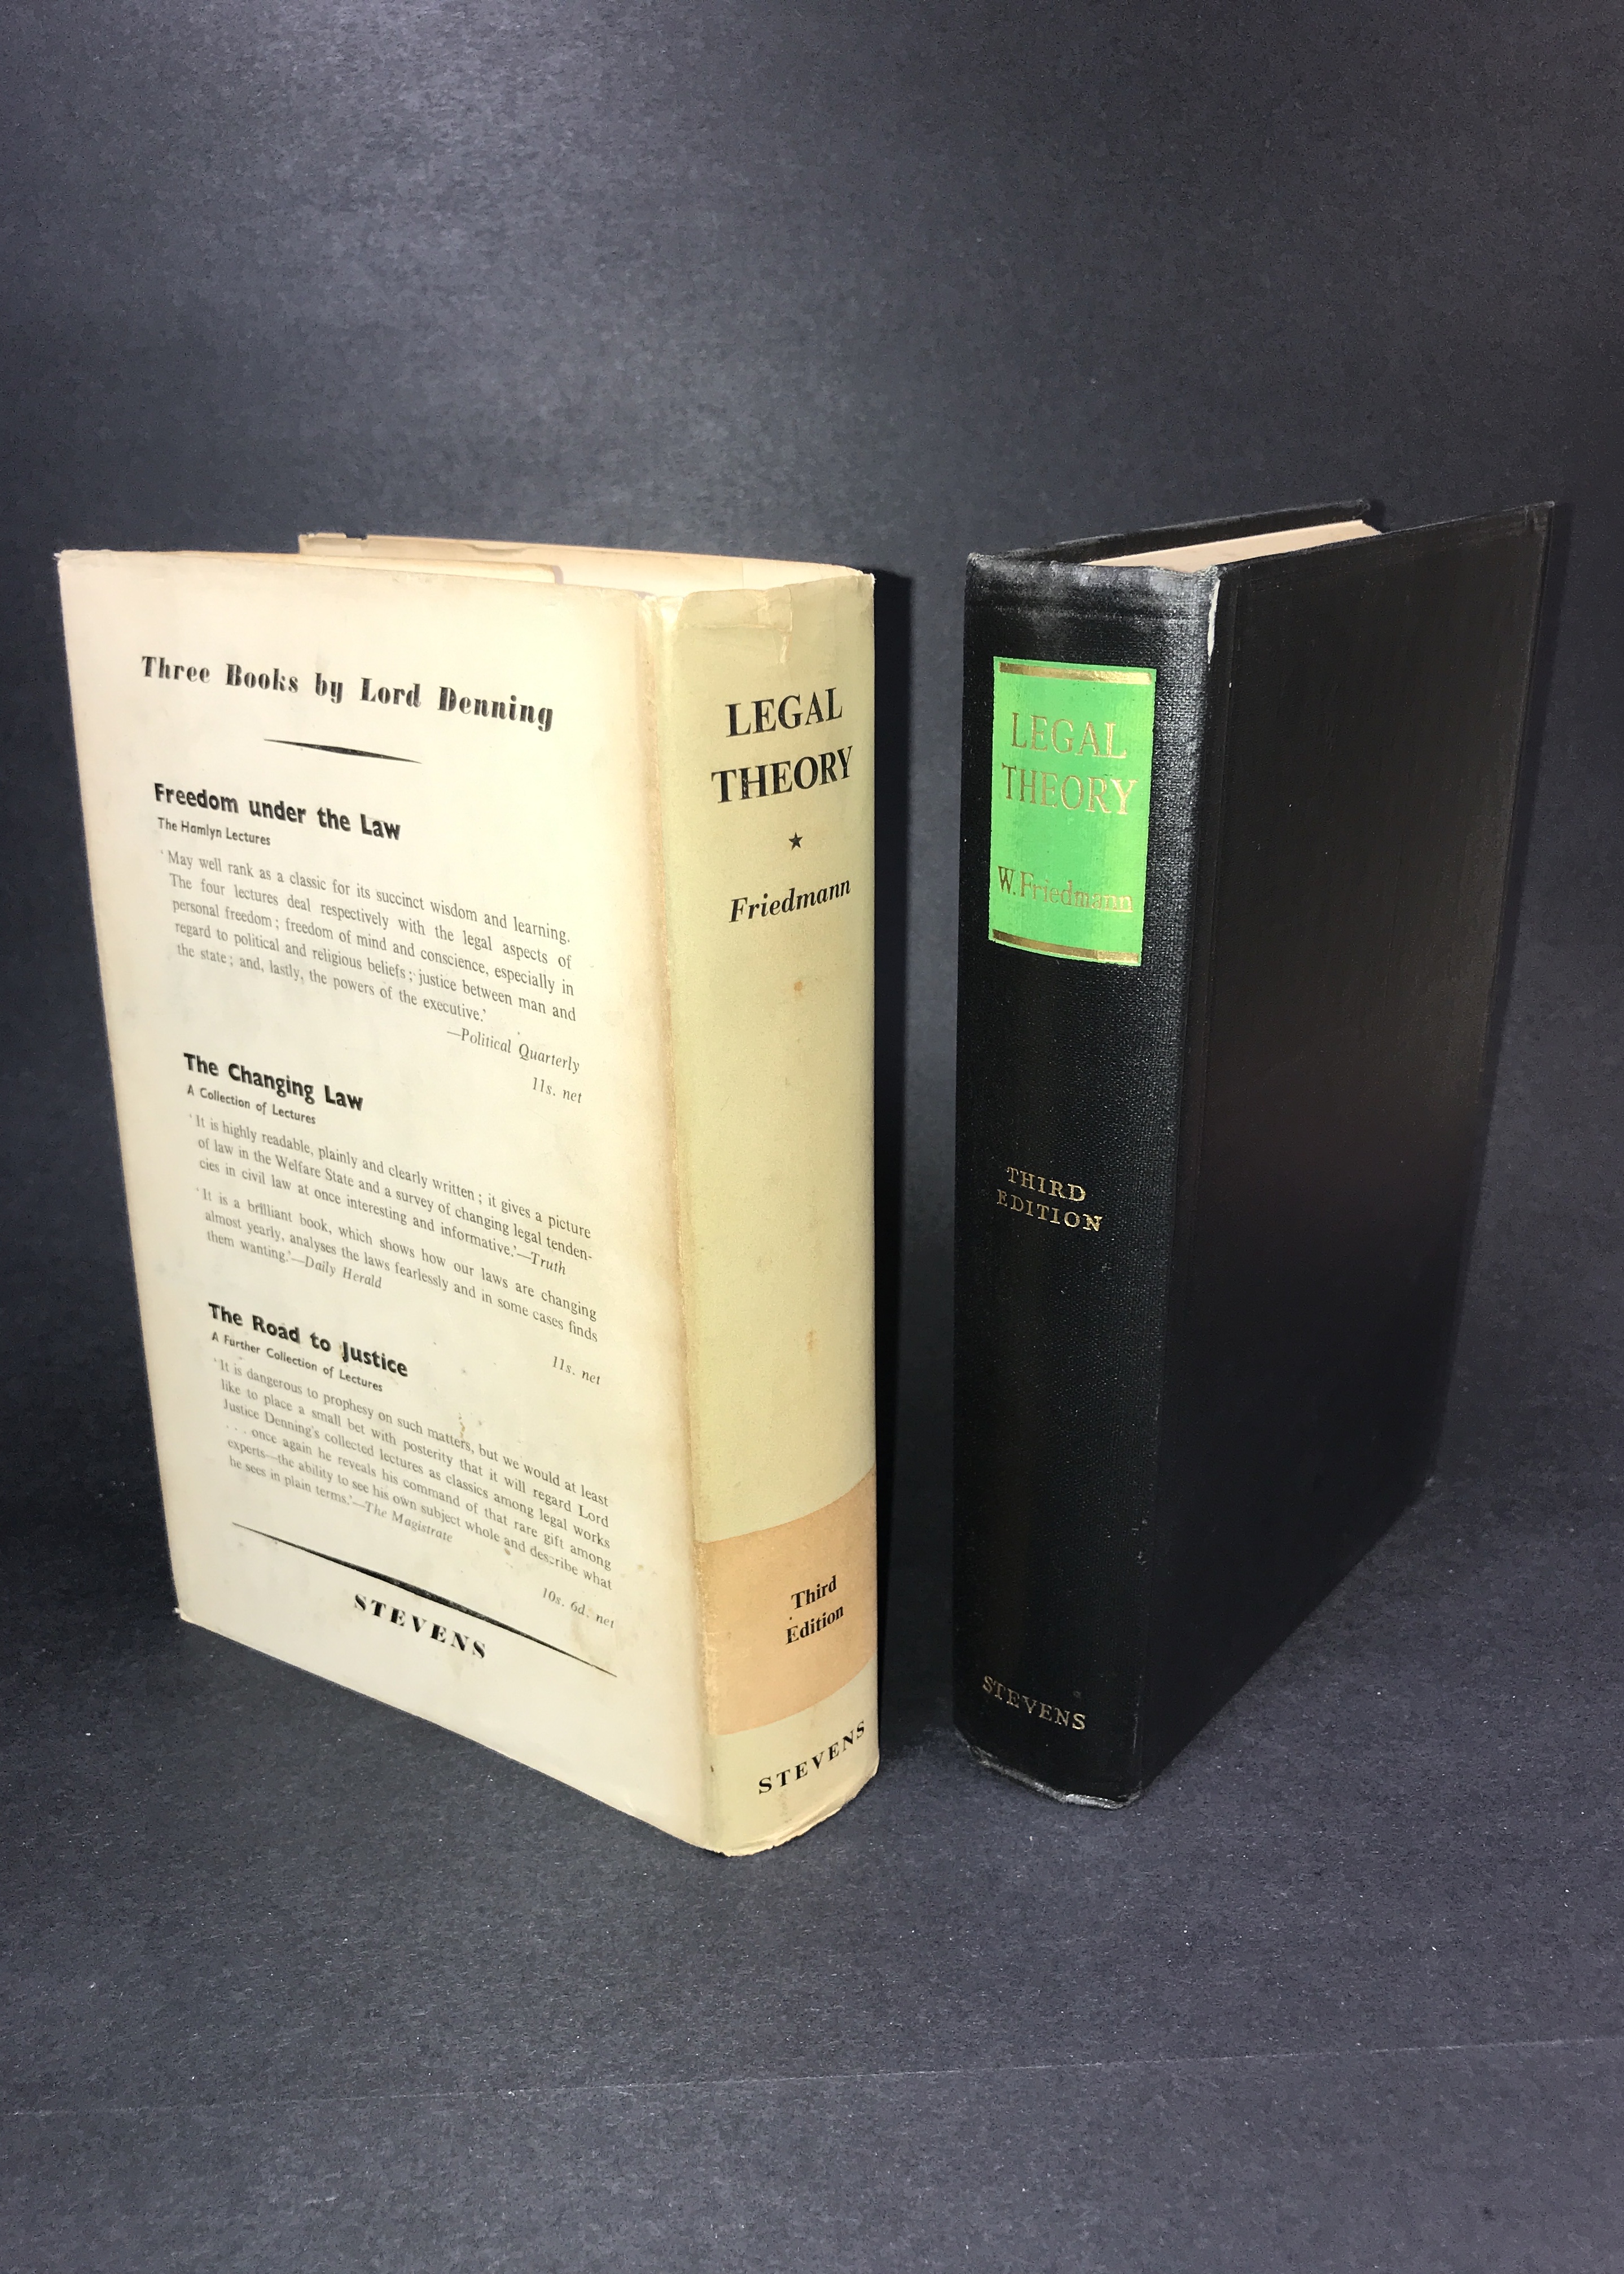 Three Books by Lord Denning
Freedom under the Law
The Hamlyn Lectures
‘May well rank as a classic for its succinct wisdom and learning.
The four lectures deal respectively with the legal aspects of
personal freedom; freedom of mind and conscience, especially in
regard to political and religious beliefs; justice between man and
the state; and, lastly, the powers of the executive.’
—Political Quarterly
11s. net
The Changing Law
A Collection of Lectures
‘It is highly readable, plainly and clearly written; it gives a picture
of law in the Welfare State and a survey of changing legal tenden-
cies in civil law at once interesting and informative.’—Truth
‘It is a brilliant book, which shows how our laws are changing
almost yearly, analyses the laws fearlessly and in some cases finds
them wanting.’—Daily Herald
11s. net
The Road to Justice
A Further Collection of Lectures
‘It is dangerous to prophesy on such matters, but we would at least
like to place a small bet with posterity that it will regard Lord
Justice Denning's collected lectures as classics among legal works
. . . once again he reveals his command of that rare gift among
experts—the ability to see his own subject whole and describe what
he sees in plain terms.’—The Magistrate
10s. 6d. net
STEVENS
LEGAL
THEORY
★
Friedmann
Third
Edition
STEVENS
LEGAL
THEORY
W. Friedmann
THIRD
EDITION
STEVENS